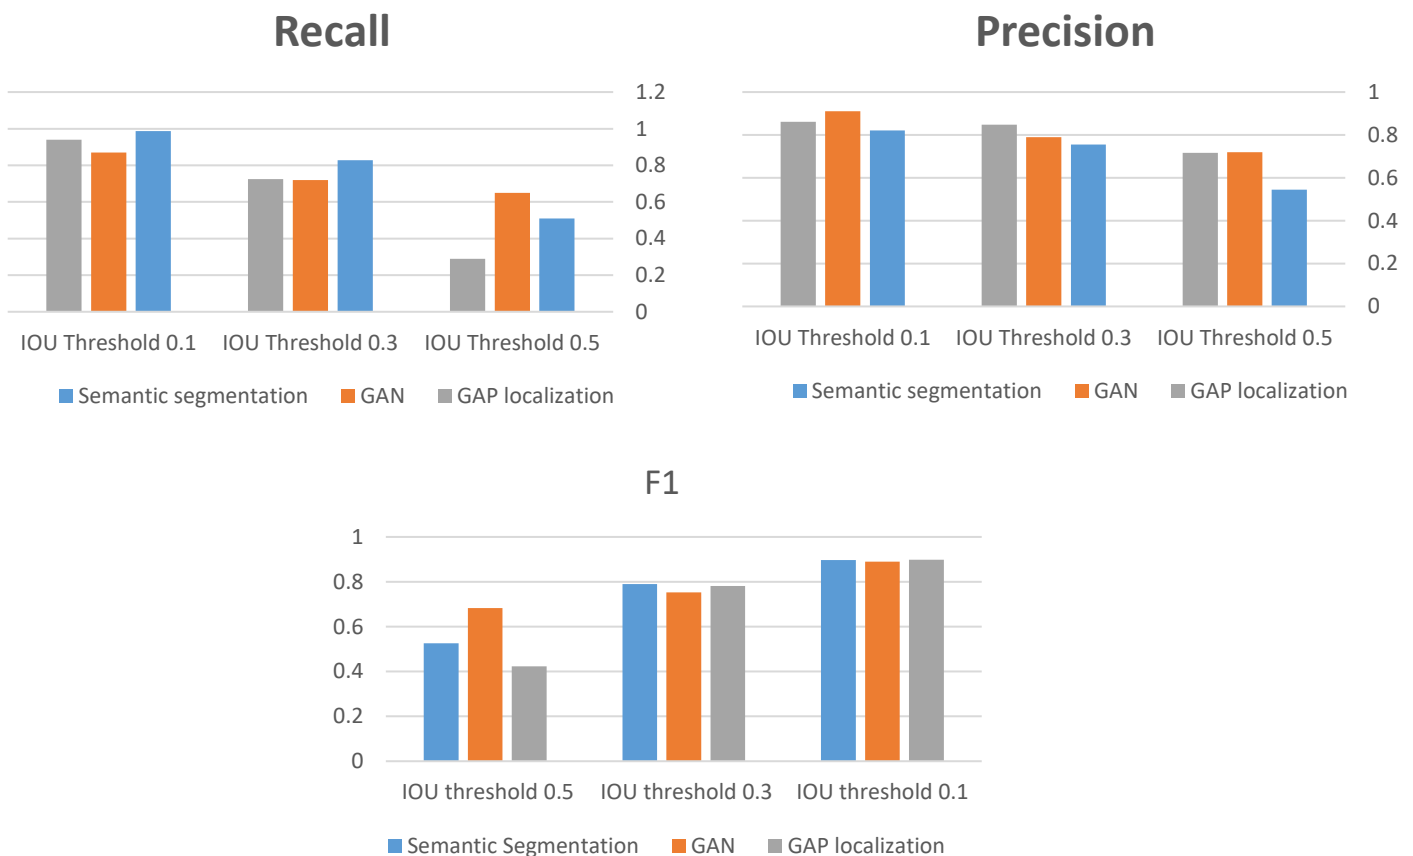 Recall
1.2
1
0.8
0.6
0.4
0.2
0
IOU Threshold 0.1 IOU Threshold 0.3 IOU Threshold 0.5
Semantic segmentation GAN GAP localization
Precision
1
0.8
0.6
0.4
0.2
0
IOU Threshold 0.1 IOU Threshold 0.3 IOU Threshold 0.5
Semantic segmentation GAN GAP localization
F1
1
0.8
0.6
0.4
0.2
0
IOU threshold 0.5 IOU threshold 0.3 IOU threshold 0.1
Semantic Segmentation GAN GAP localization